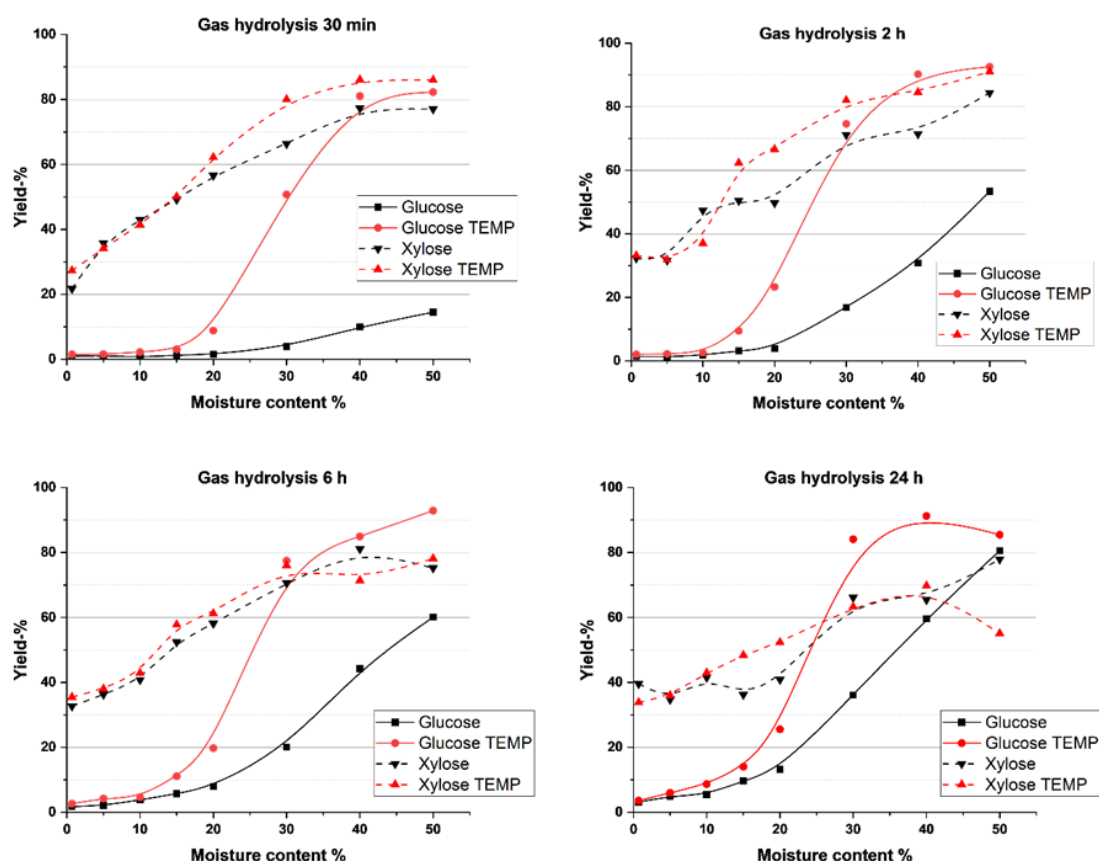 Gas hydrolysis 30 min
100
80
60
40
20
0
Yield-%
0 10 20 30 40 50
Moisture content %
Glucose
Glucose TEMP
Xylose
Xylose TEMP
Gas hydrolysis 2 h
100
80
60
40
20
0
Yield-%
0 10 20 30 40 50
Moisture content %
Glucose
Glucose TEMP
Xylose
Xylose TEMP
Gas hydrolysis 6 h
100
80
60
40
20
0
Yield-%
0 10 20 30 40 50
Moisture content %
Glucose
Glucose TEMP
Xylose
Xylose TEMP
Gas hydrolysis 24 h
100
80
60
40
20
0
Yield-%
0 10 20 30 40 50
Moisture content %
Glucose
Glucose TEMP
Xylose
Xylose TEMP